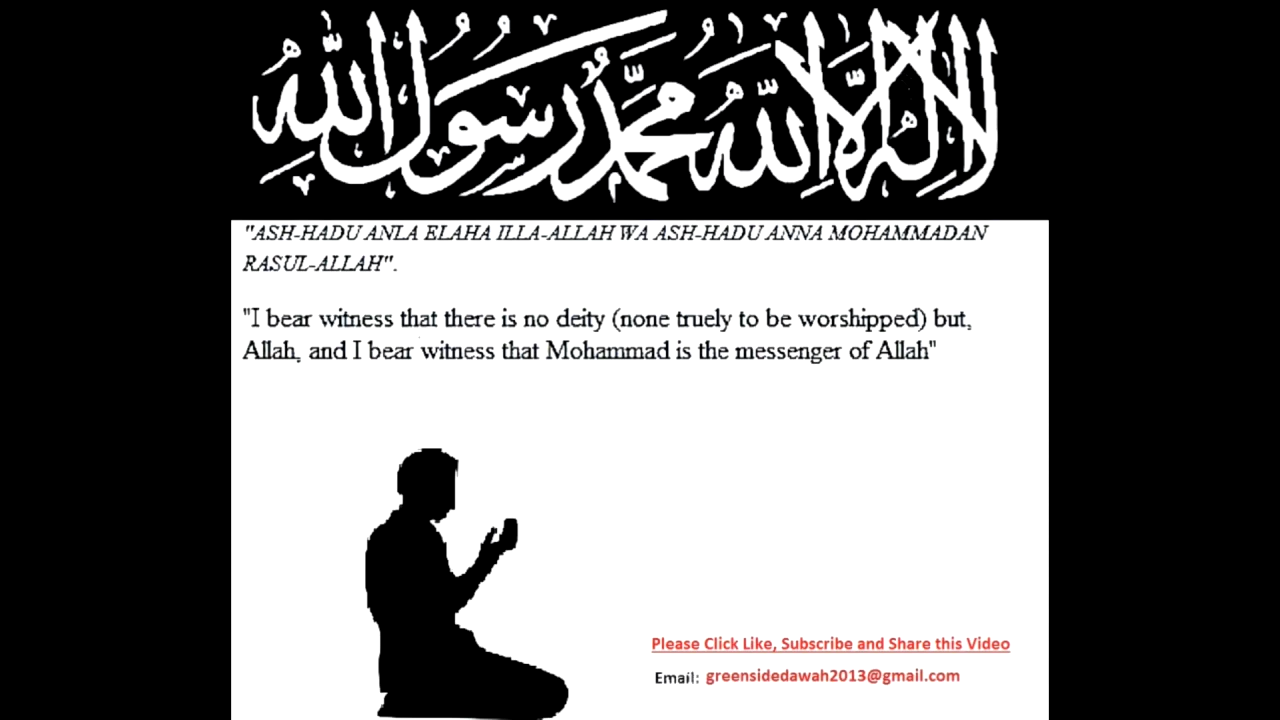 لا إله إلا الله محمد رسول الله
"ASH-HADU ANLA ELAHA ILLA-ALLAH WA ASH-HADU ANNA MOHAMMADAN
RASUL-ALLAH".
"I bear witness that there is no deity (none truely to be worshipped) but,
Allah, and I bear witness that Mohammad is the messenger of Allah"
Please Click Like, Subscribe and Share this Video
Email: greensidedawah2013@gmail.com